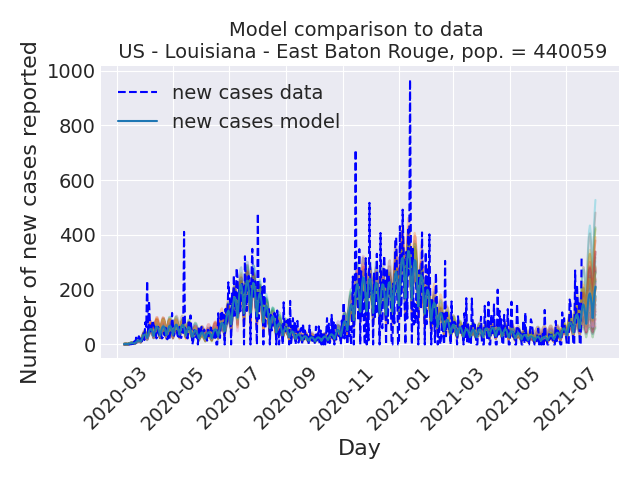 Model comparison to data
US - Louisiana - East Baton Rouge, pop. = 440059
Number of new cases reported
1000
800
600
400
200
0
new cases data
new cases model
2020-03
2020-05
2020-07
2020-09
2020-11
2021-01
2021-03
2021-05
2021-07
Day